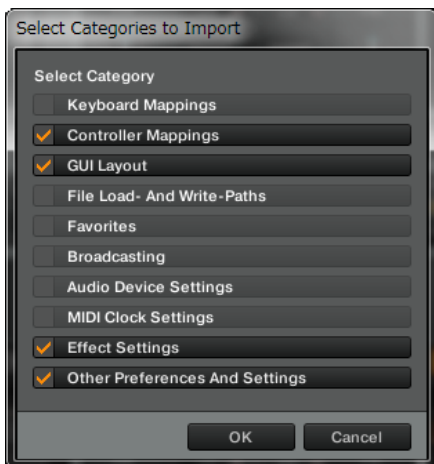 Select Categories to Import
Select Category
Keyboard Mappings
Controller Mappings
GUI Layout
File Load- And Write-Paths
Favorites
Broadcasting
Audio Device Settings
MIDI Clock Settings
Effect Settings
Other Preferences And Settings
OK Cancel